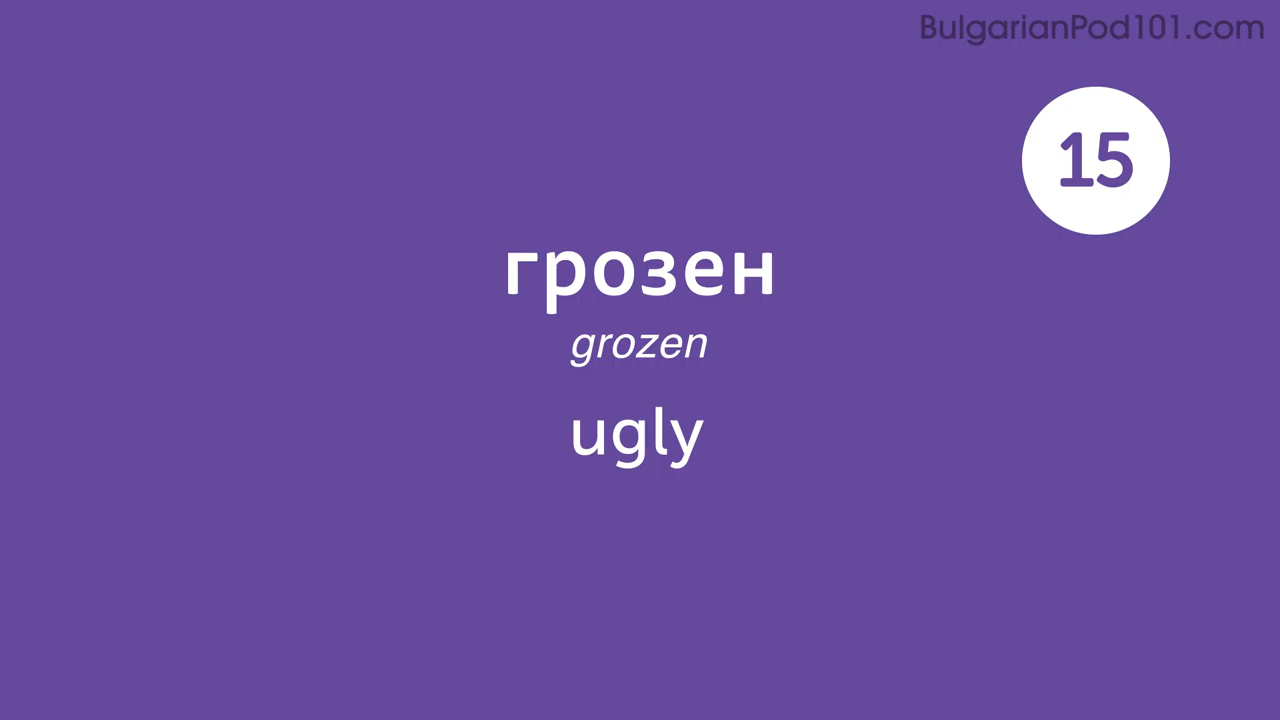 BulgarianPod101.com
15
грозен
grozen
ugly